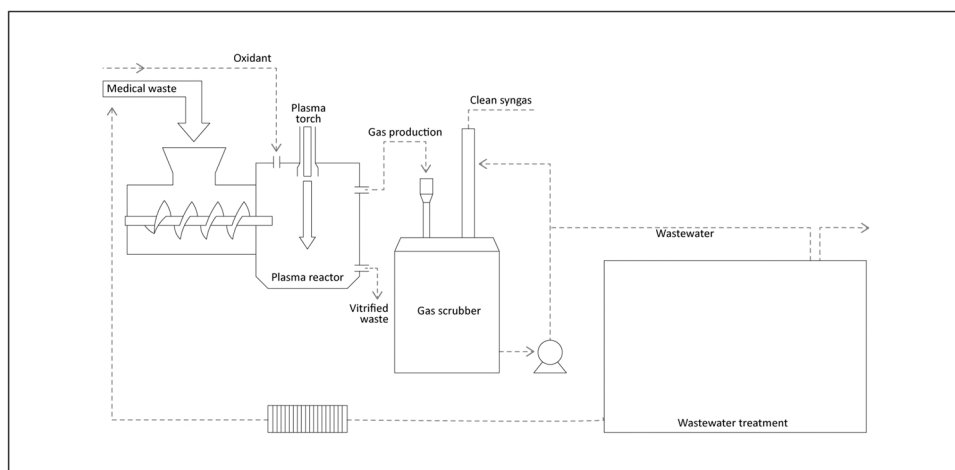 Oxidant
Medical waste
Plasma
torch
Clean syngas
Gas production
Wastewater
Plasma reactor
Vitrified
waste
Gas scrubber
Wastewater treatment